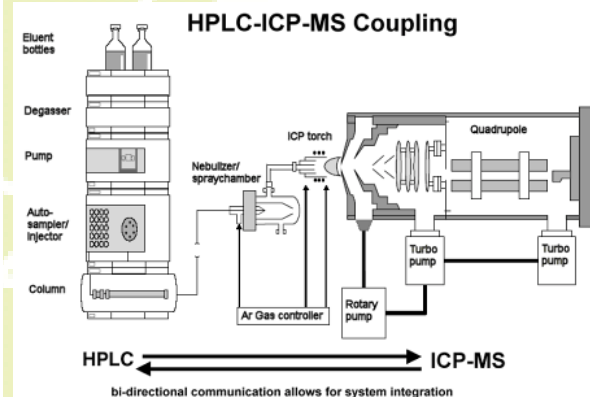 HPLC-ICP-MS Coupling
Eluent
bottles
Degasser
Pump
Auto-
sampler/
injector
Column
Nebulizer/
spraychamber
ICP torch
Quadrupole
Ar Gas controller
Rotary
pump
Turbo
pump
Turbo
pump
HPLC
ICP-MS
bi-directional communication allows for system integration